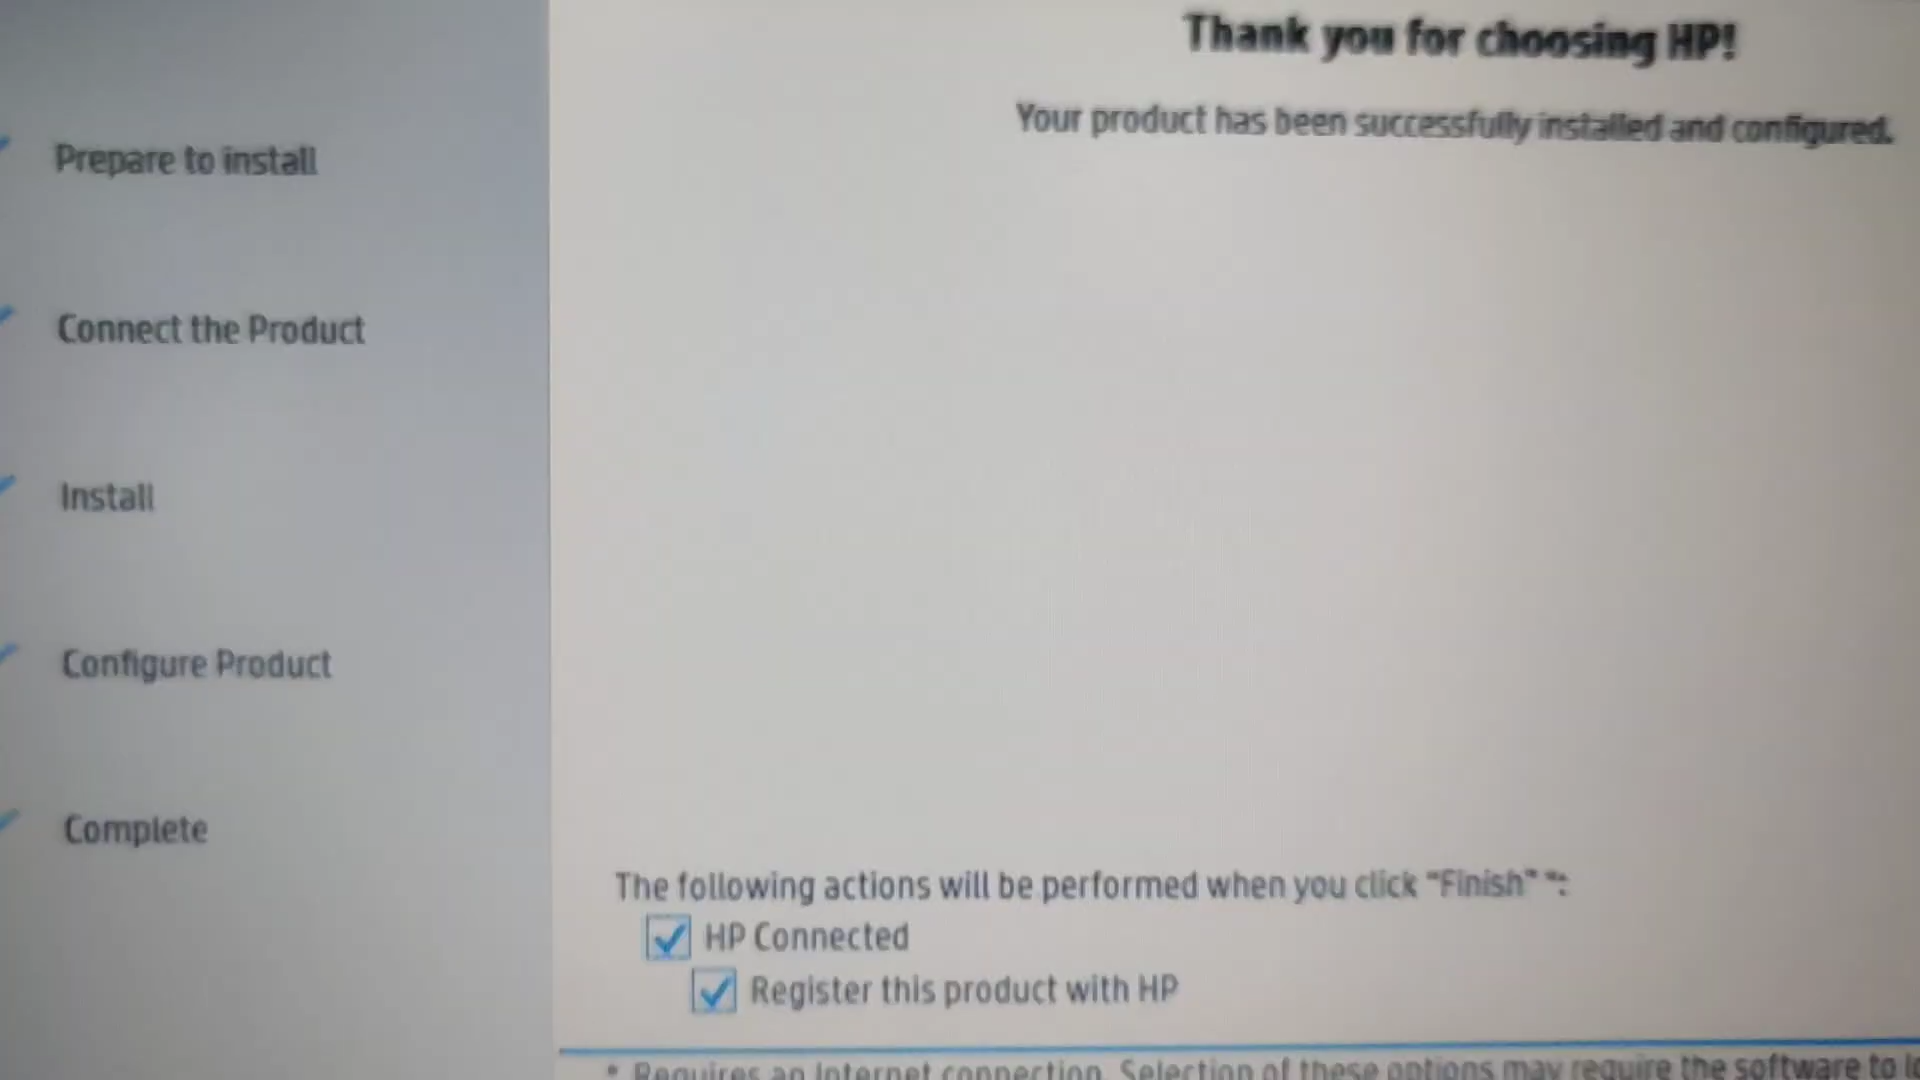 Thank you for choosing HP!
Your product has been successfully installed and configured.
Prepare to install
Connect the Product
Install
Configure Product
Complete
The following actions will be performed when you click "Finish" *:
HP Connected
Register this product with HP
* Requires an Internet connection. Selection of these options may require the software to